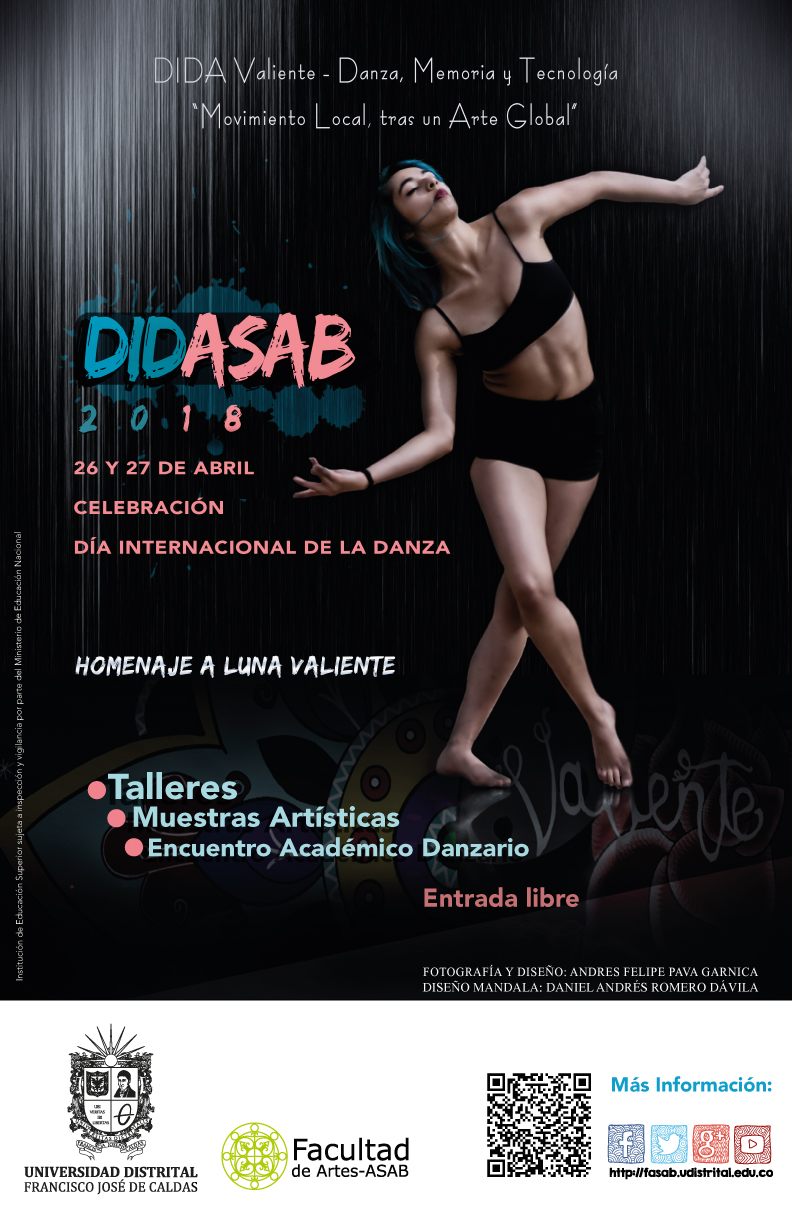 DIDA Valiente - Danza, Memoria y Tecnología
“Movimiento Local, tras un Arte Global”
DIDASAB
2.0.18
26 Y 27 DE ABRIL
CELEBRACIÓN
DÍA INTERNACIONAL DE LA DANZA
HOMENAJE A LUNA VALIENTE
Talleres
Muestras Artísticas
Encuentro Académico Danzario
Valiente
Entrada libre
Institución de Educación Superior sujeta a inspección y vigilancia por parte del Ministerio de Educación Nacional
FOTOGRAFÍA Y DISEÑO: ANDRES FELIPE PAVA GARNICA
DISEÑO MANDALA: DANIEL ANDRÉS ROMERO DÁVILA
UNIVERSIDAD DISTRITAL
FRANCISCO JOSÉ DE CALDAS
Facultad
de Artes-ASAB
Más Información:
http://fasab.udistrital.edu.co